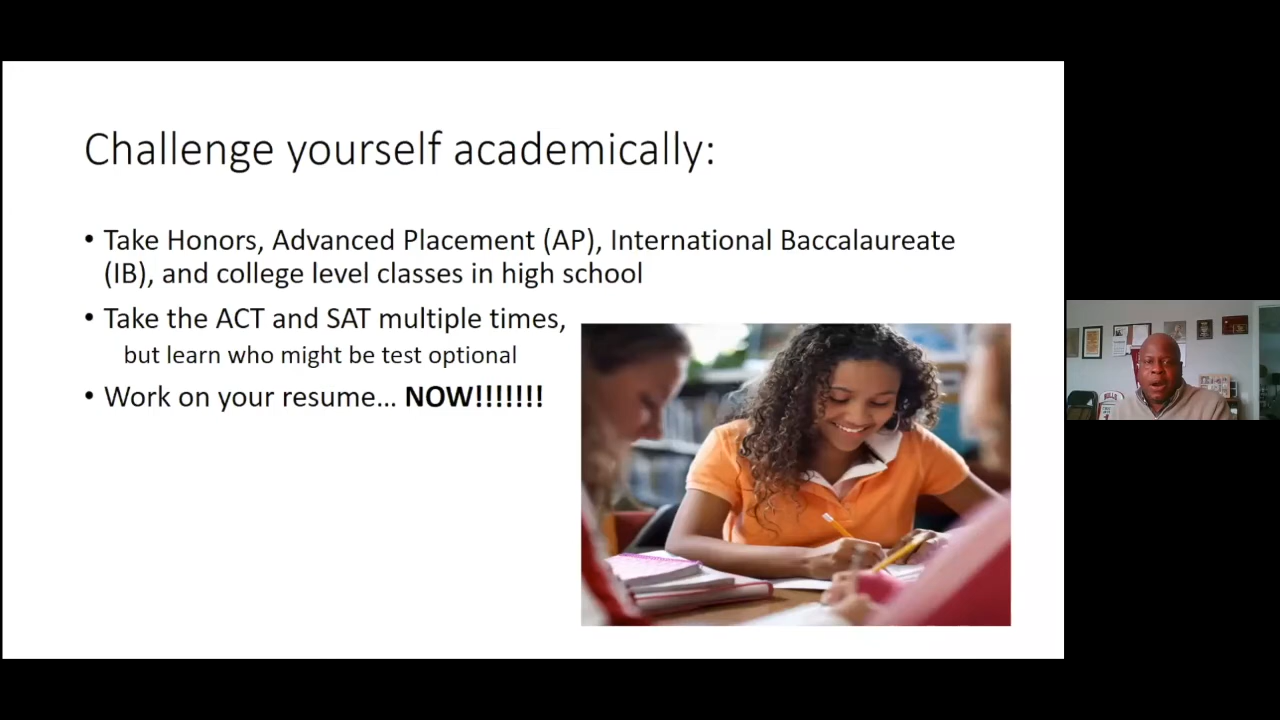 Challenge yourself academically:
• Take Honors, Advanced Placement (AP), International Baccalaureate
(IB), and college level classes in high school
• Take the ACT and SAT multiple times,
but learn who might be test optional
• Work on your resume... NOW!!!!!!!